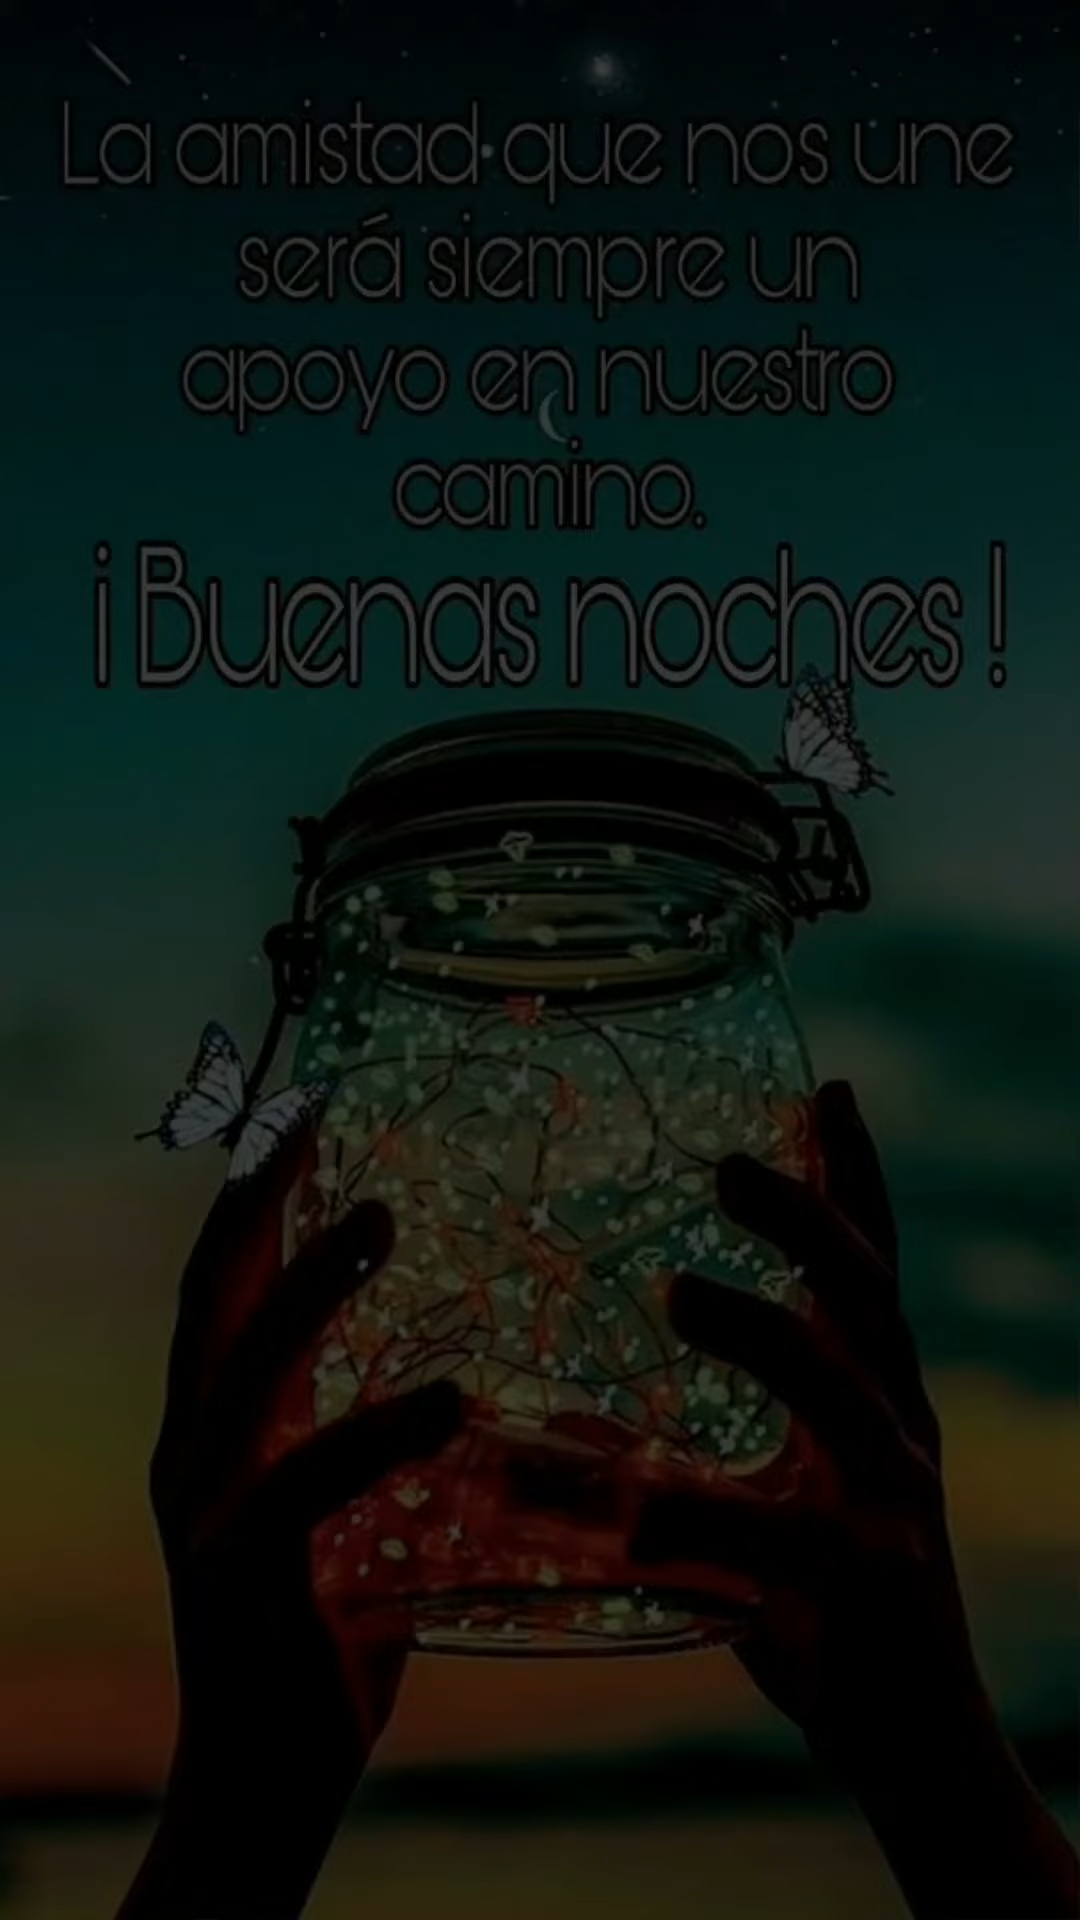 La amistad que nos une
será siempre un
apoyo en nuestro
camino.
¡Buenas noches!